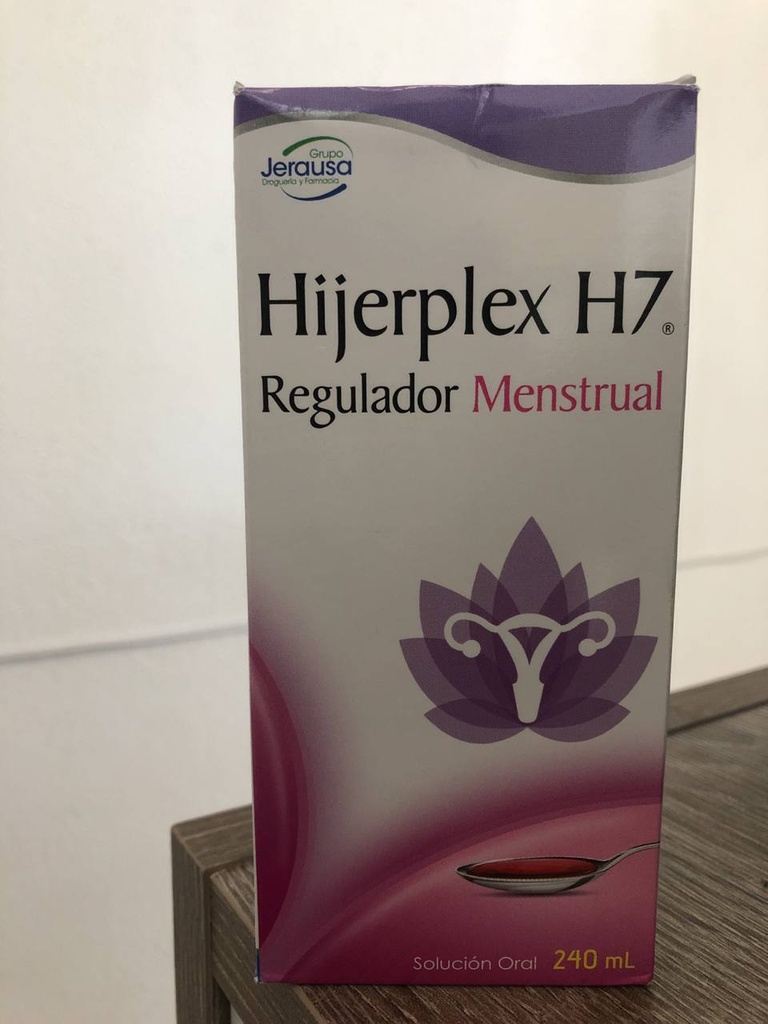 Grupo
Jerausa
Droguería y Farmacia
Hijerplex H7®
Regulador Menstrual
Solución Oral 240 mL